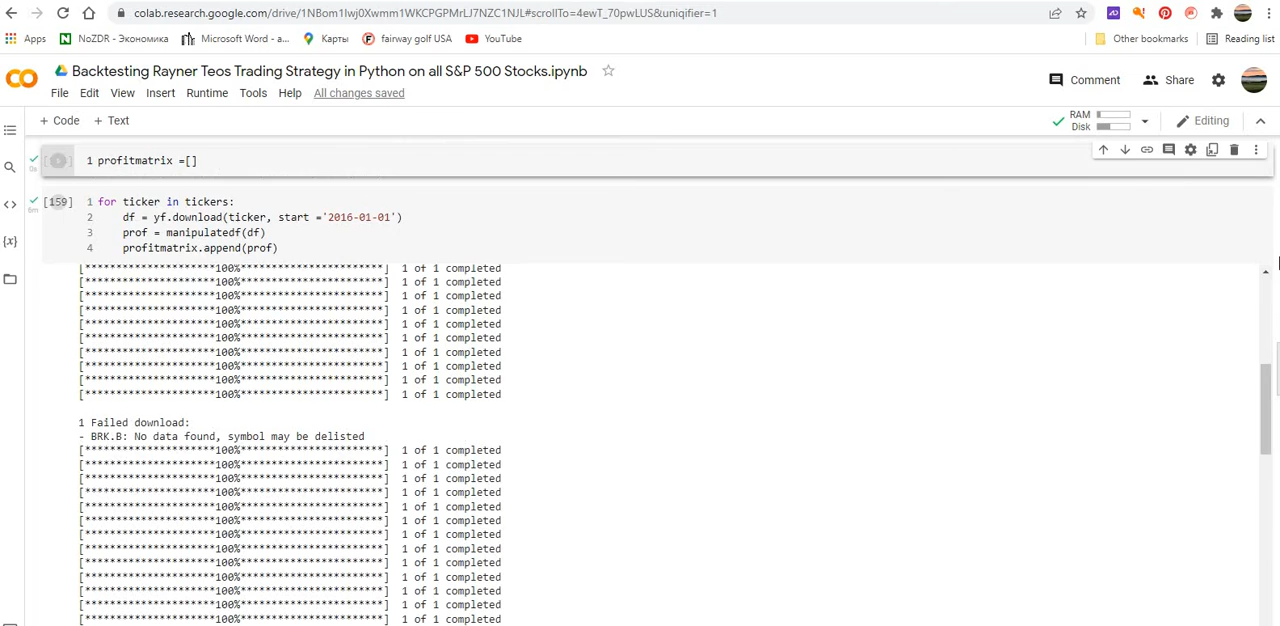 colab.research.google.com/drive/1NBom1lwj0Xwmm1WKCPGPMrLJ7NZC1NJL#scrollTo=4ewT_70pwLUS&uniqifier=1
Apps NoZDR - Экономика Microsoft Word - a... Карты fairway golf USA YouTube Other bookmarks Reading list
Backtesting Rayner Teos Trading Strategy in Python on all S&P 500 Stocks.ipynb
Comment Share
File Edit View Insert Runtime Tools Help All changes saved
+ Code + Text
RAM
Disk
Editing
1 profitmatrix =[]
0s
[159] 1 for ticker in tickers:
6m
2 df = yf.download(ticker, start ='2016-01-01')
3 prof = manipulatedf(df)
4 profitmatrix.append(prof)
[**********************100%***********************] 1 of 1 completed
[**********************100%***********************] 1 of 1 completed
[**********************100%***********************] 1 of 1 completed
[**********************100%***********************] 1 of 1 completed
[**********************100%***********************] 1 of 1 completed
[**********************100%***********************] 1 of 1 completed
[**********************100%***********************] 1 of 1 completed
[**********************100%***********************] 1 of 1 completed
[**********************100%***********************] 1 of 1 completed
[**********************100%***********************] 1 of 1 completed
1 Failed download:
- BRK.B: No data found, symbol may be delisted
[**********************100%***********************] 1 of 1 completed
[**********************100%***********************] 1 of 1 completed
[**********************100%***********************] 1 of 1 completed
[**********************100%***********************] 1 of 1 completed
[**********************100%***********************] 1 of 1 completed
[**********************100%***********************] 1 of 1 completed
[**********************100%***********************] 1 of 1 completed
[**********************100%***********************] 1 of 1 completed
[**********************100%***********************] 1 of 1 completed
[**********************100%***********************] 1 of 1 completed
[**********************100%***********************] 1 of 1 completed
[**********************100%***********************] 1 of 1 completed
[**********************100%***********************] 1 of 1 completed